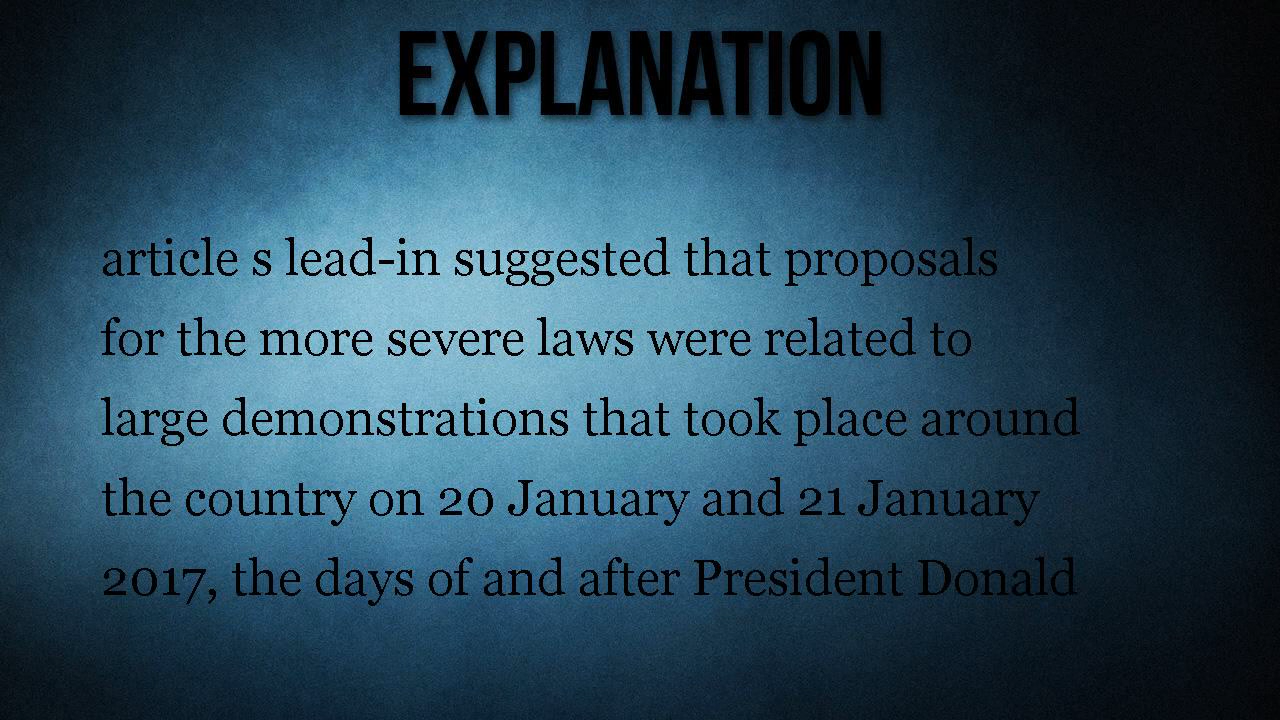 EXPLANATION
article s lead-in suggested that proposals
for the more severe laws were related to
large demonstrations that took place around
the country on 20 January and 21 January
2017, the days of and after President Donald